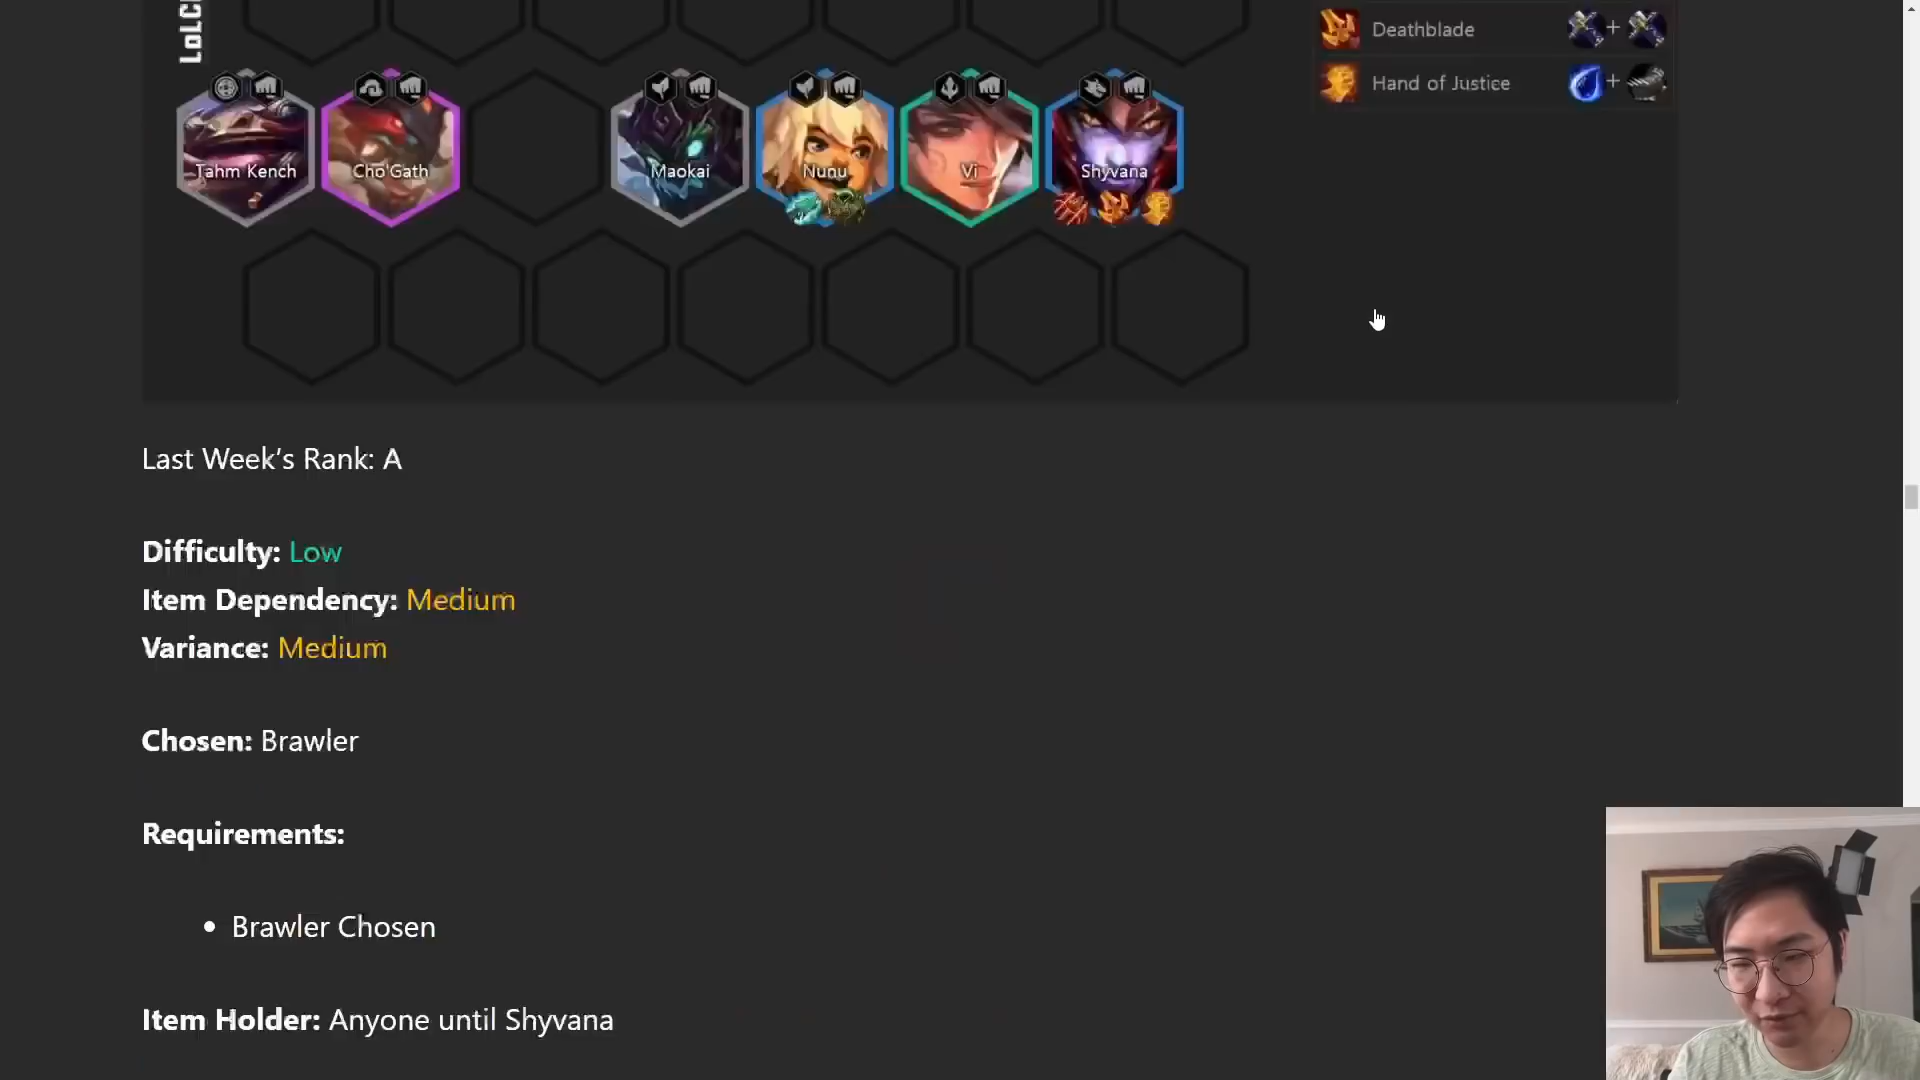 LoLC
Deathblade
+
Hand of Justice
+
Tahm Kench
Cho'Gath
Maokai
Nunu
Vi
Shyvana
Last Week's Rank: A
Difficulty: Low
Item Dependency: Medium
Variance: Medium
Chosen: Brawler
Requirements:
• Brawler Chosen
Item Holder: Anyone until Shyvana